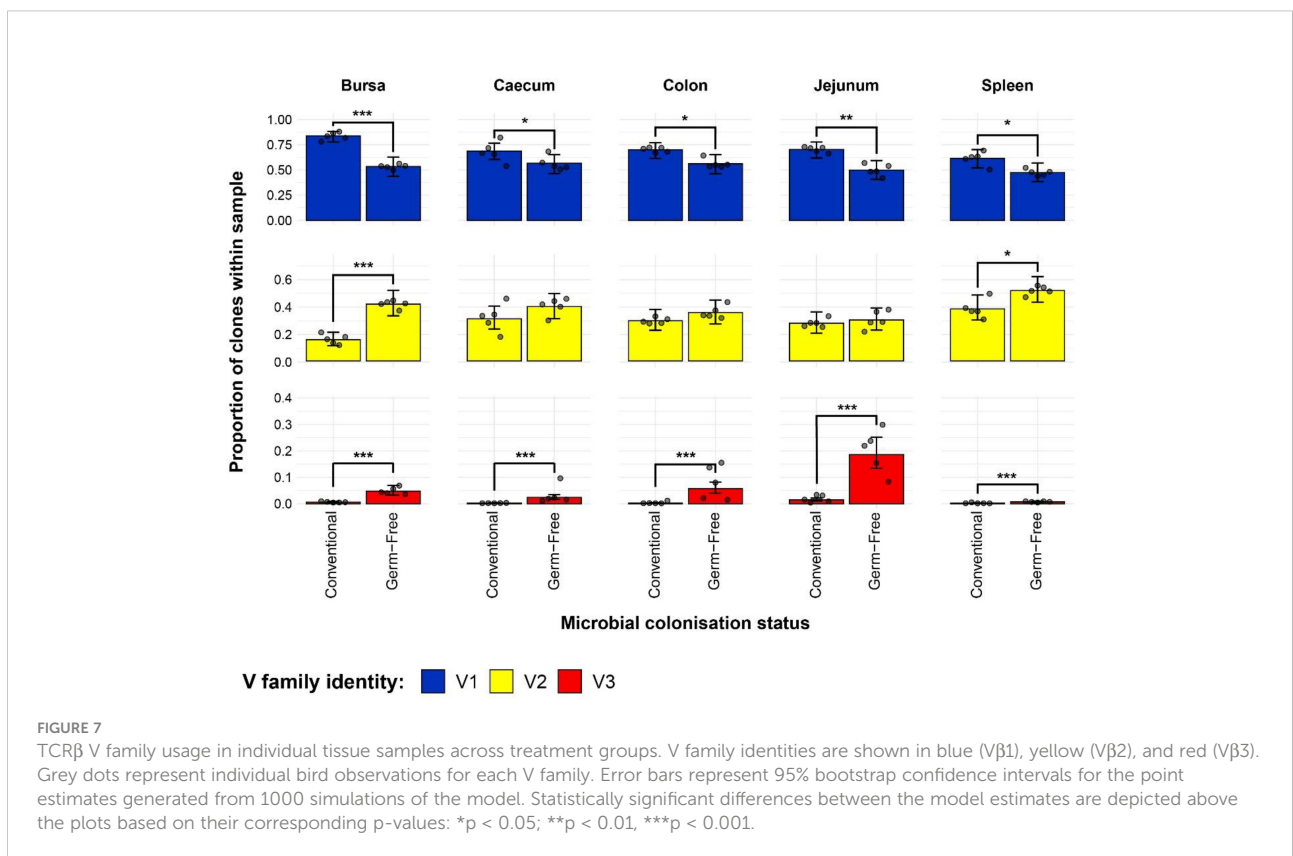 Bursa Caecum Colon Jejunum Spleen
Proportion of clones within sample
1.00
0.75
0.50
0.25
0.00
*** * * ** *
0.6
0.4
0.2
0.0
*** *
0.4
0.3
0.2
0.1
0.0
*** *** *** *** ***
Conventional Germ-Free Conventional Germ-Free Conventional Germ-Free Conventional Germ-Free Conventional Germ-Free
Microbial colonisation status
V family identity: V1 V2 V3
FIGURE 7
TCRβ V family usage in individual tissue samples across treatment groups. V family identities are shown in blue (Vβ1), yellow (Vβ2), and red (Vβ3).
Grey dots represent individual bird observations for each V family. Error bars represent 95% bootstrap confidence intervals for the point
estimates generated from 1000 simulations of the model. Statistically significant differences between the model estimates are depicted above
the plots based on their corresponding p-values: *p < 0.05; **p < 0.01, ***p < 0.001.